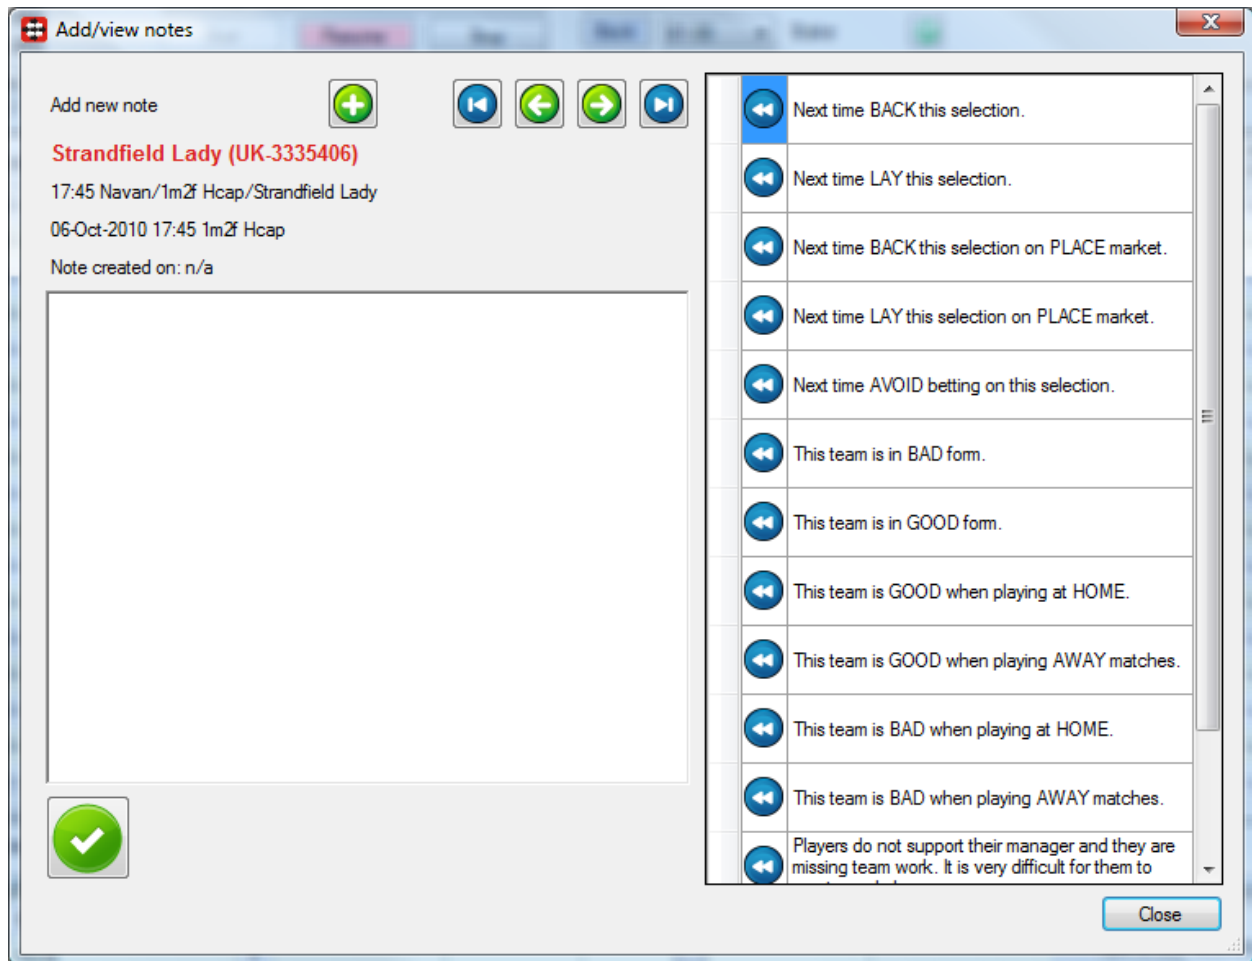 Add/view notes
Add new note
Strandfield Lady (UK-3335406)
17:45 Navan/1m2f Hcap/Strandfield Lady
06-Oct-2010 17:45 1m2f Hcap
Note created on: n/a
Next time BACK this selection.
Next time LAY this selection.
Next time BACK this selection on PLACE market.
Next time LAY this selection on PLACE market.
Next time AVOID betting on this selection.
This team is in BAD form.
This team is in GOOD form.
This team is GOOD when playing at HOME.
This team is GOOD when playing AWAY matches.
This team is BAD when playing at HOME.
This team is BAD when playing AWAY matches.
Players do not support their manager and they are
missing team work. It is very difficult for them to
Close